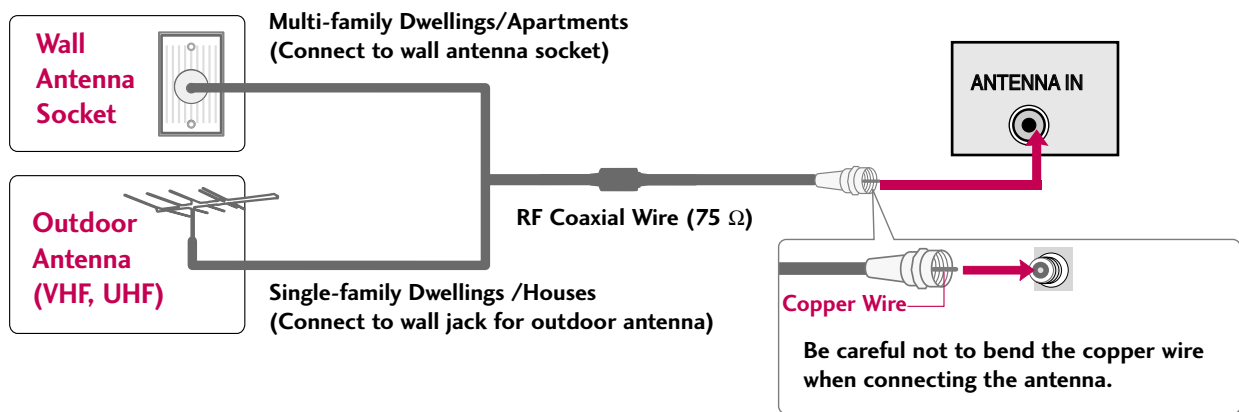 Wall
Antenna
Socket
Multi-family Dwellings/Apartments
(Connect to wall antenna socket)
ANTENNA IN
Outdoor
Antenna
(VHF, UHF)
RF Coaxial Wire (75 Ω)
Single-family Dwellings /Houses
(Connect to wall jack for outdoor antenna)
Copper Wire
Be careful not to bend the copper wire
when connecting the antenna.